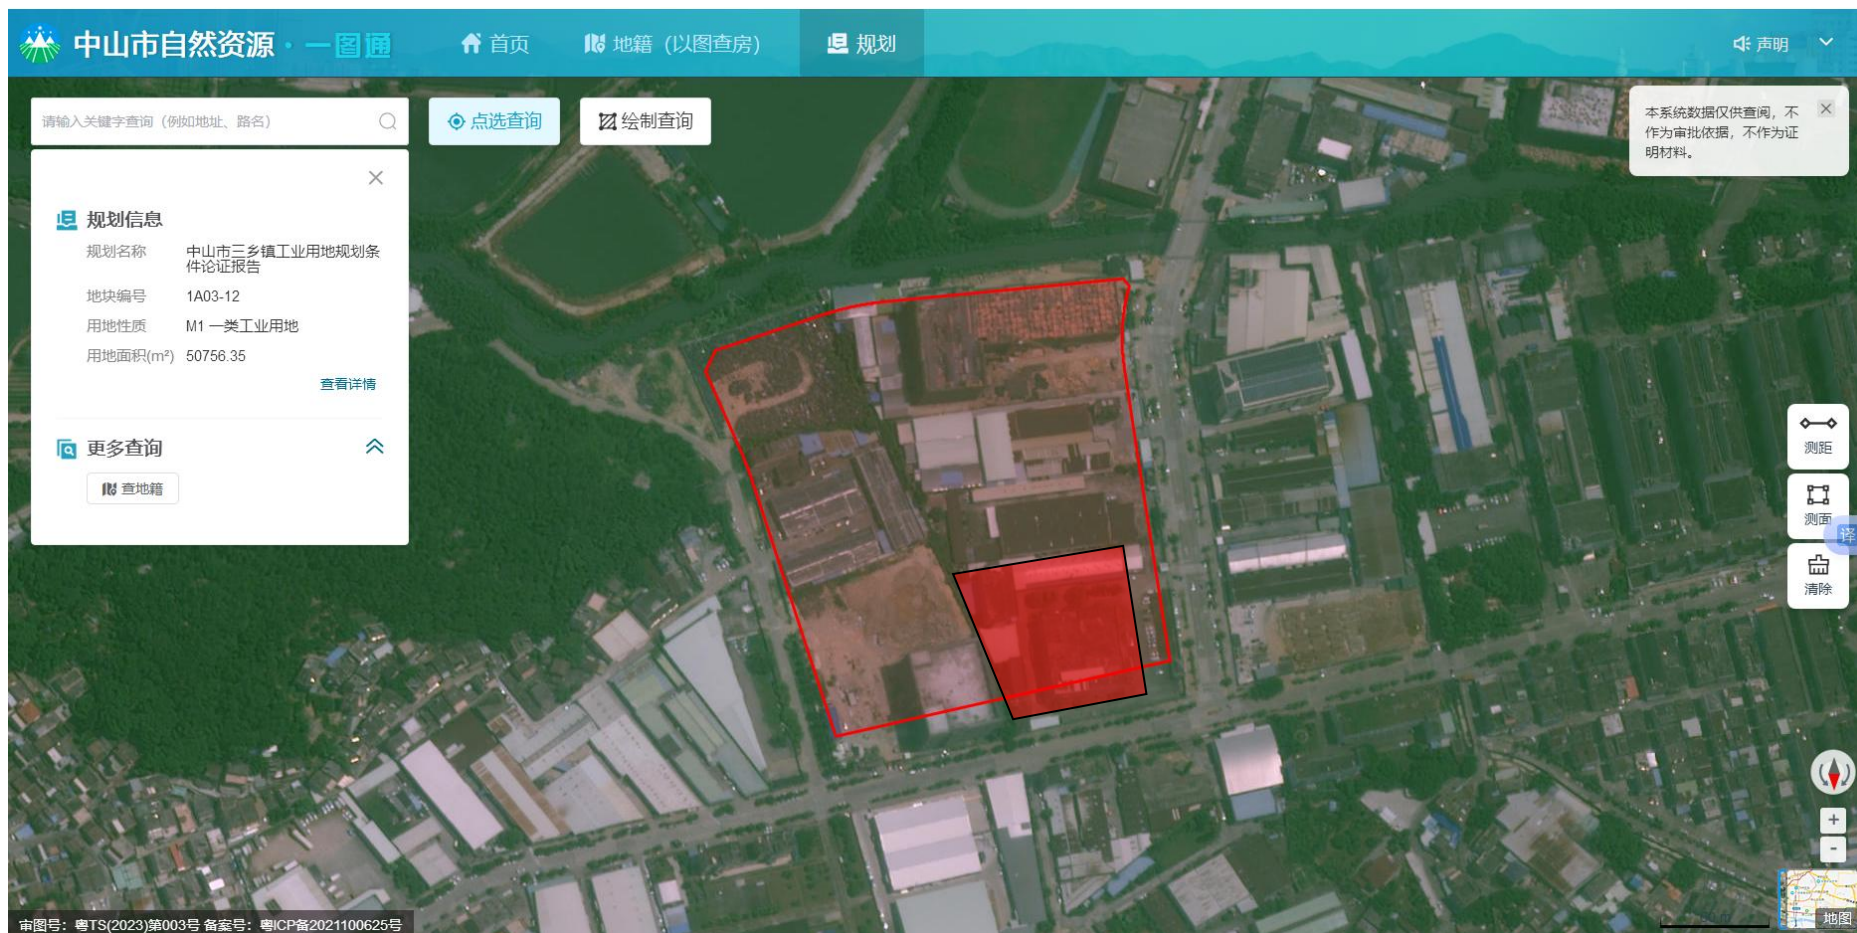 中山市自然资源·一图通
首页
地籍（以图查房）
规划
声明
请输入关键字查询（例如地址、路名）
点选查询
绘制查询
本系统数据仅供查阅，不
作为审批依据，不作为证
明材料。
规划信息
规划名称 中山市三乡镇工业用地规划条
件论证报告
地块编号 1A03-12
用地性质 M1 一类工业用地
用地面积(m²) 50756.35
查看详情
更多查询
查地籍
测距
测面
译
清除
+
-
地图
审图号：粤TS(2023)第003号 备案号：粤ICP备2021100625号